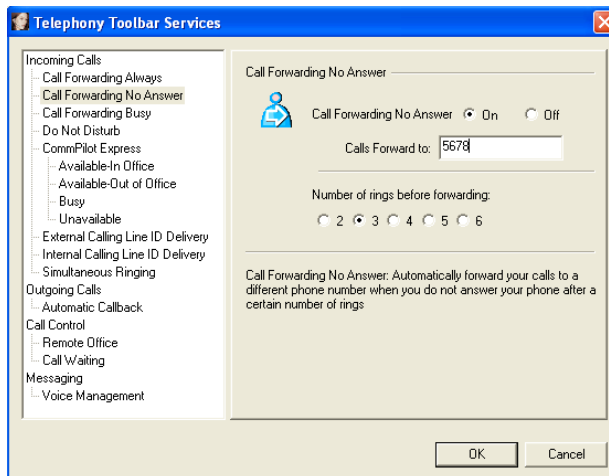 Telephony Toolbar Services
Incoming Calls
Call Forwarding Always
Call Forwarding No Answer
Call Forwarding Busy
Do Not Disturb
CommPilot Express
Available-In Office
Available-Out of Office
Busy
Unavailable
External Calling Line ID Delivery
Internal Calling Line ID Delivery
Simultaneous Ringing
Outgoing Calls
Automatic Callback
Call Control
Remote Office
Call Waiting
Messaging
Voice Management
Call Forwarding No Answer
Call Forwarding No Answer On Off
Calls Forward to: 5678
Number of rings before forwarding:
2 3 4 5 6
Call Forwarding No Answer: Automatically forward your calls to a
different phone number when you do not answer your phone after a
certain number of rings
OK Cancel